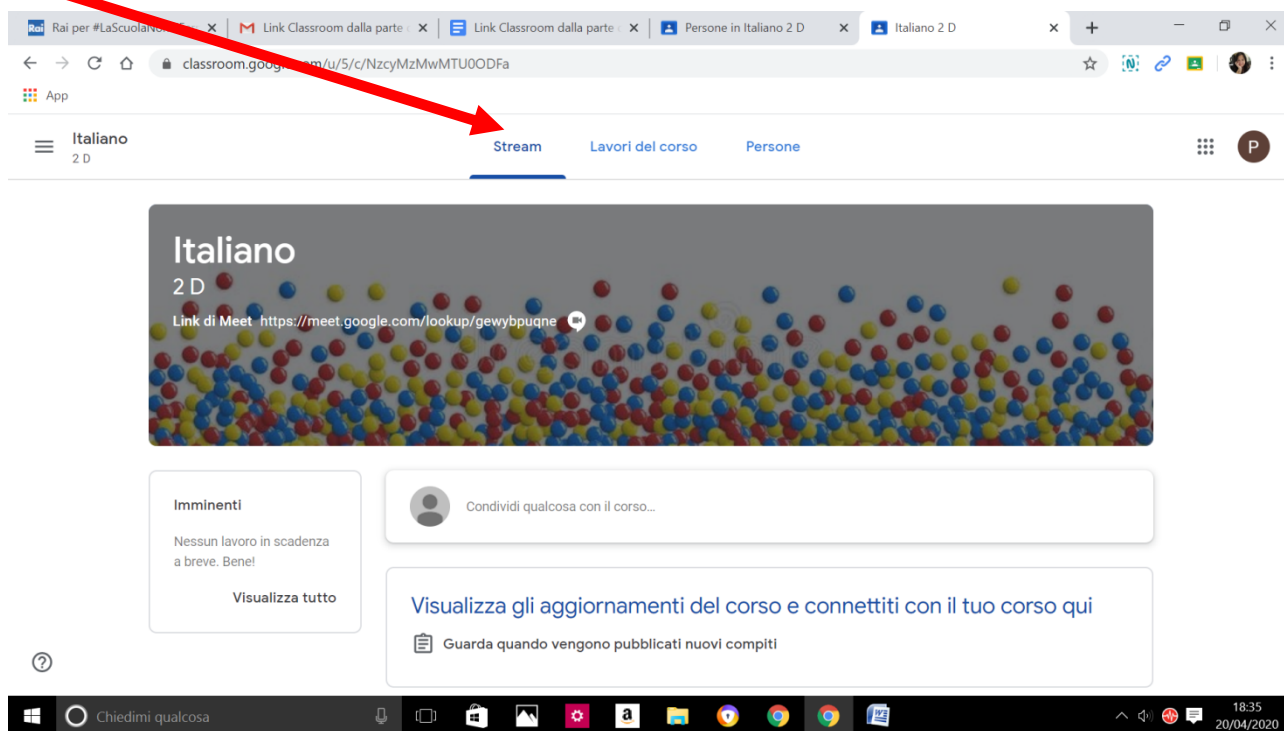 Rai Rai per #LaScuolaN
Link Classroom dalla parte
Link Classroom dalla parte
Persone in Italiano 2 D
Italiano 2 D
classroom.goog m/u/5/c/NzcyMzMwMTU0ODFa
App
Italiano
2 D
Stream Lavori del corso Persone
P
Italiano
2 D
Link di Meet https://meet.google.com/lookup/gewybpuqne
Imminenti
Nessun lavoro in scadenza
a breve. Bene!
Visualizza tutto
Condividi qualcosa con il corso...
Visualizza gli aggiornamenti del corso e connettiti con il tuo corso qui
Guarda quando vengono pubblicati nuovi compiti
Chiedimi qualcosa
18:35
20/04/2020